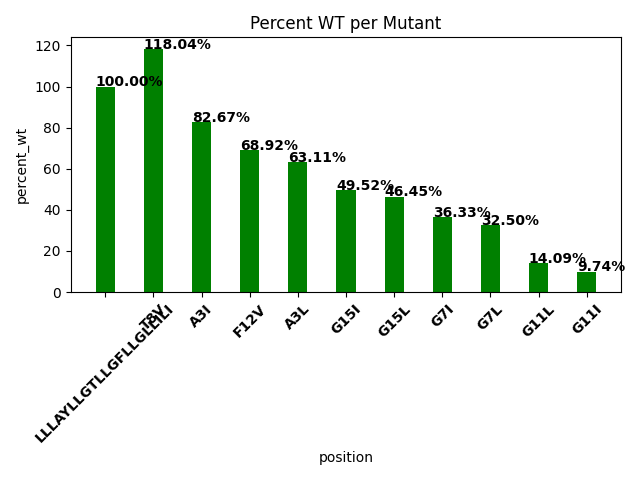 Percent WT per Mutant
percent_wt
120
100
80
60
40
20
0
100.00%
118.04%
82.67%
68.92%
63.11%
49.52%
46.45%
36.33%
32.50%
14.09%
9.74%
LLLAYLLGTLLGFLLGLLILI
T8V
A3I
F12V
A3L
G15I
G15L
G7I
G7L
G11L
G11I
position